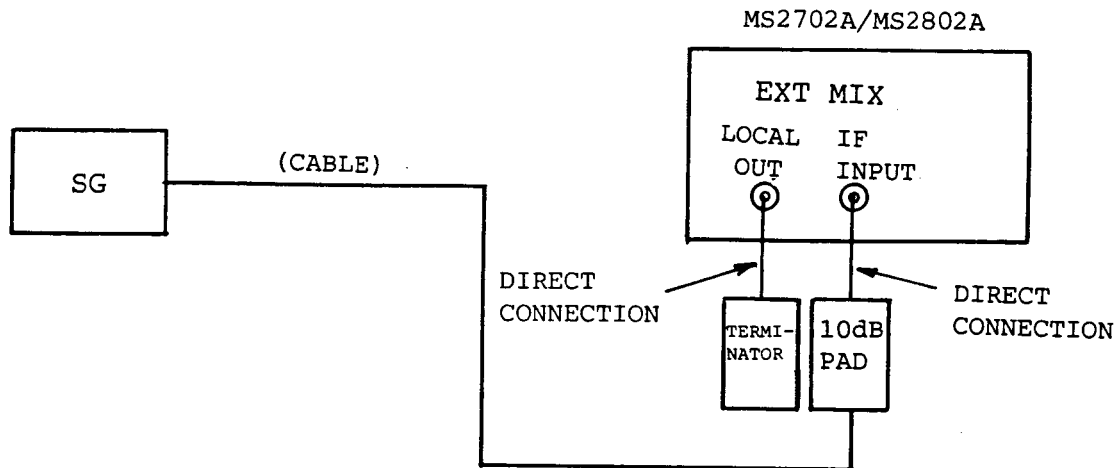 MS2702A/MS2802A
EXT MIX
LOCAL
OUT
IF
INPUT
(CABLE)
SG
DIRECT
CONNECTION
DIRECT
CONNECTION
TERMI-
NATOR
10dB
PAD